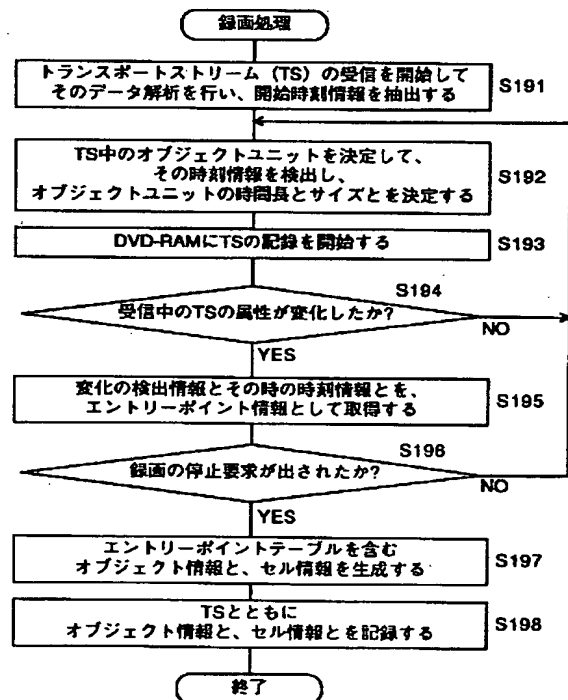 録画処理
トランスポートストリーム（TS）の受信を開始して
そのデータ解析を行い、開始時刻情報を抽出する
S191
TS中のオブジェクトユニットを決定して、
その時刻情報を検出し、
オブジェクトユニットの時間長とサイズとを決定する
S192
DVD-RAMにTSの記録を開始する
S193
S194
受信中のTSの属性が変化したか?
NO
YES
変化の検出情報とその時の時刻情報とを、
エントリーポイント情報として取得する
S195
S196
録画の停止要求が出されたか?
NO
YES
エントリーポイントテーブルを含む
オブジェクト情報と、セル情報を生成する
S197
TSとともに
オブジェクト情報と、セル情報とを記録する
S198
終了